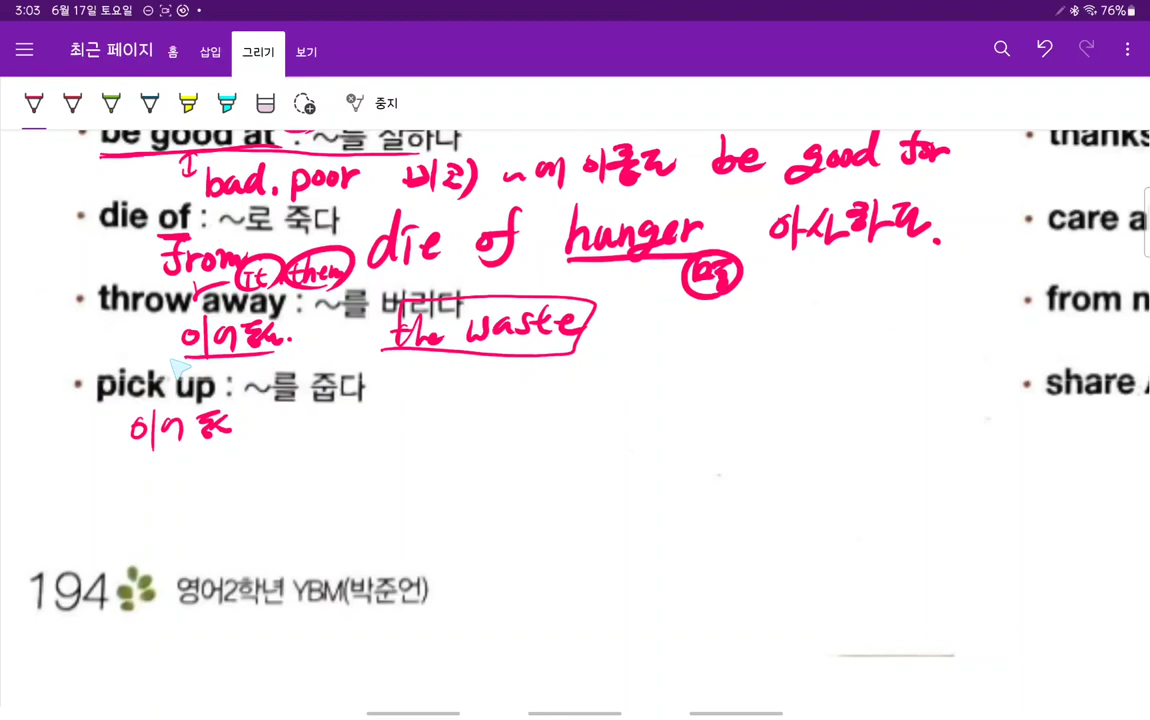 3:03 6월 17일 토요일 76%
최근 페이지 홈 삽입 그리기 보기
중지
be good at : ~를 잘하다
bad. poor 비교) ~에 이롭다 be good for
thanks
die of : ~로 죽다
from die of hunger 아사하다.
care a
it. them 명
throw away : ~를 버리다
이어동. the waste
from n
pick up : ~를 줍다
이어동
share
194 영어2학년 YBM(박준언)